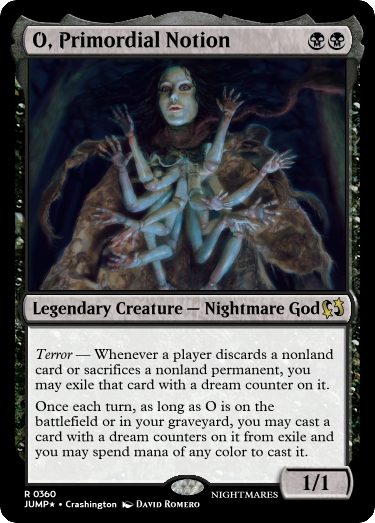 O, Primordial Notion
Legendary Creature — Nightmare God
Terror — Whenever a player discards a nonland
card or sacrifices a nonland permanent, you
may exile that card with a dream counter on it.
Once each turn, as long as O is on the
battlefield or in your graveyard, you may cast a
card with a dream counters on it from exile and
you may spend mana of any color to cast it.
1/1
R 0360
NIGHTMARES
JUMP★ • Crashington DAVID ROMERO